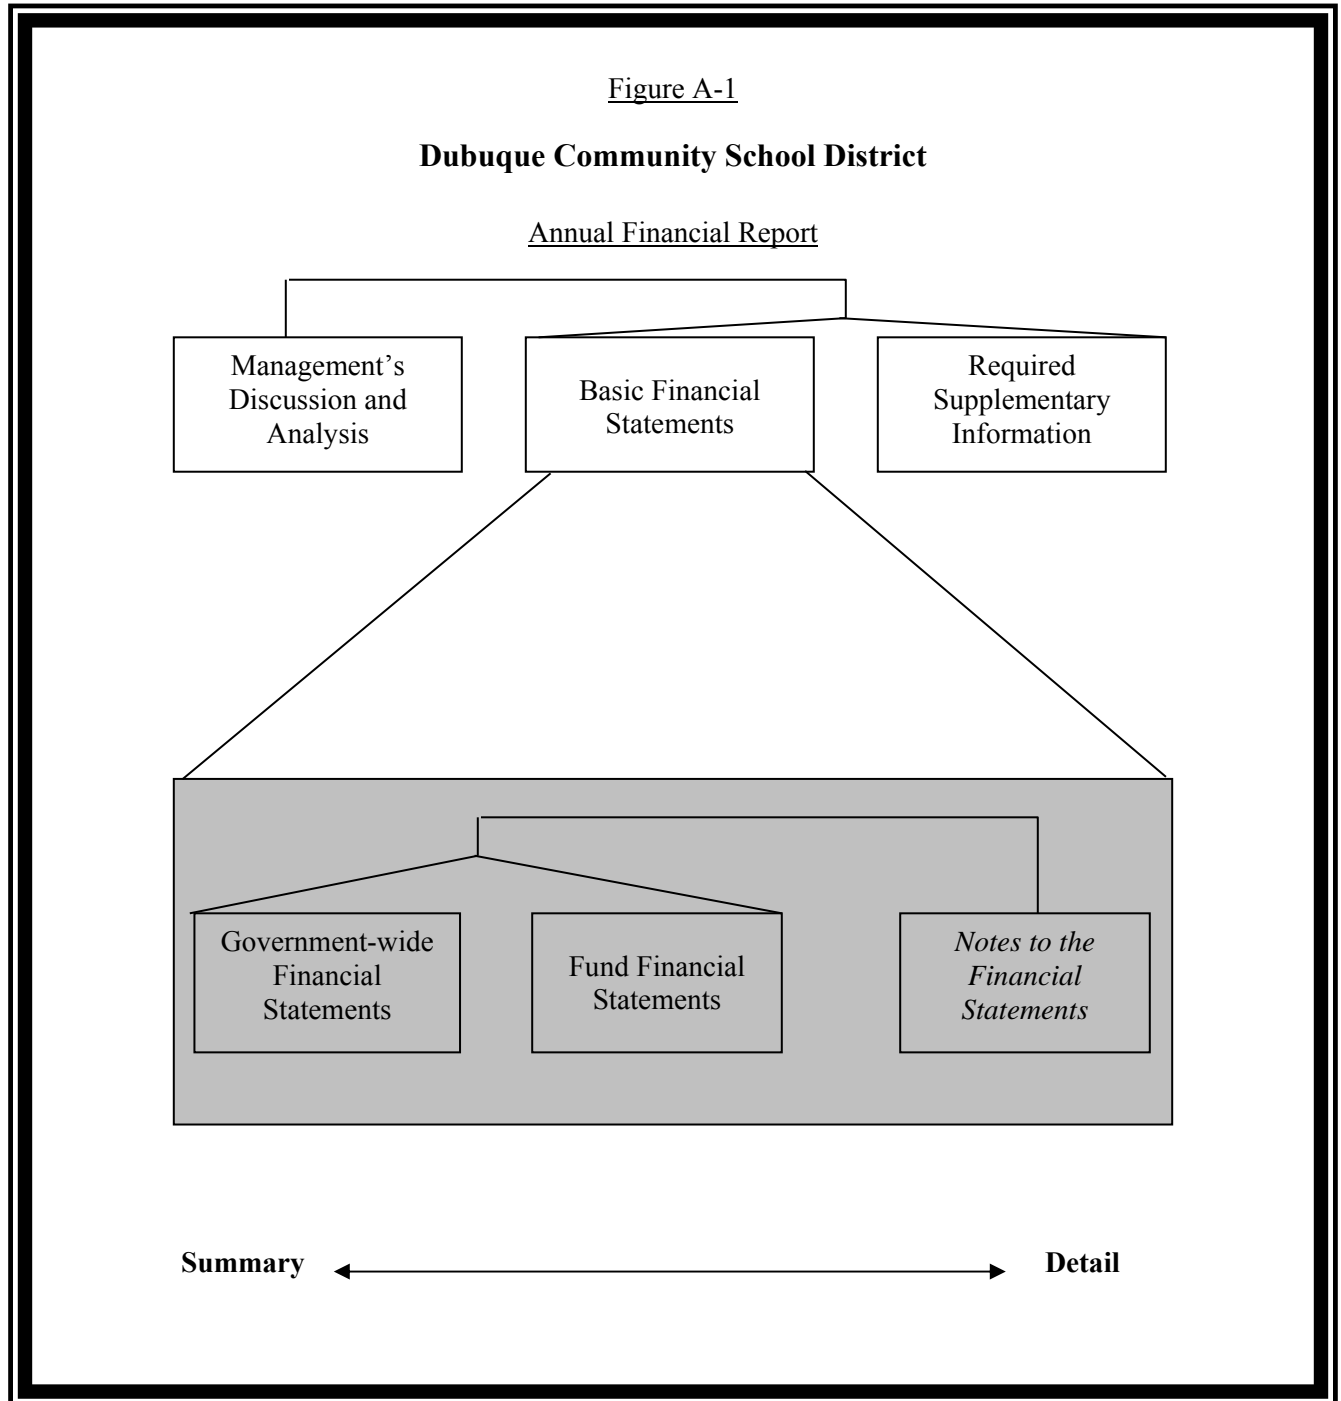 Figure A-1
Dubuque Community School District
Annual Financial Report
Management’s
Discussion and
Analysis
Basic Financial
Statements
Required
Supplementary
Information
Government-wide
Financial
Statements
Fund Financial
Statements
Notes to the
Financial
Statements
Summary
Detail